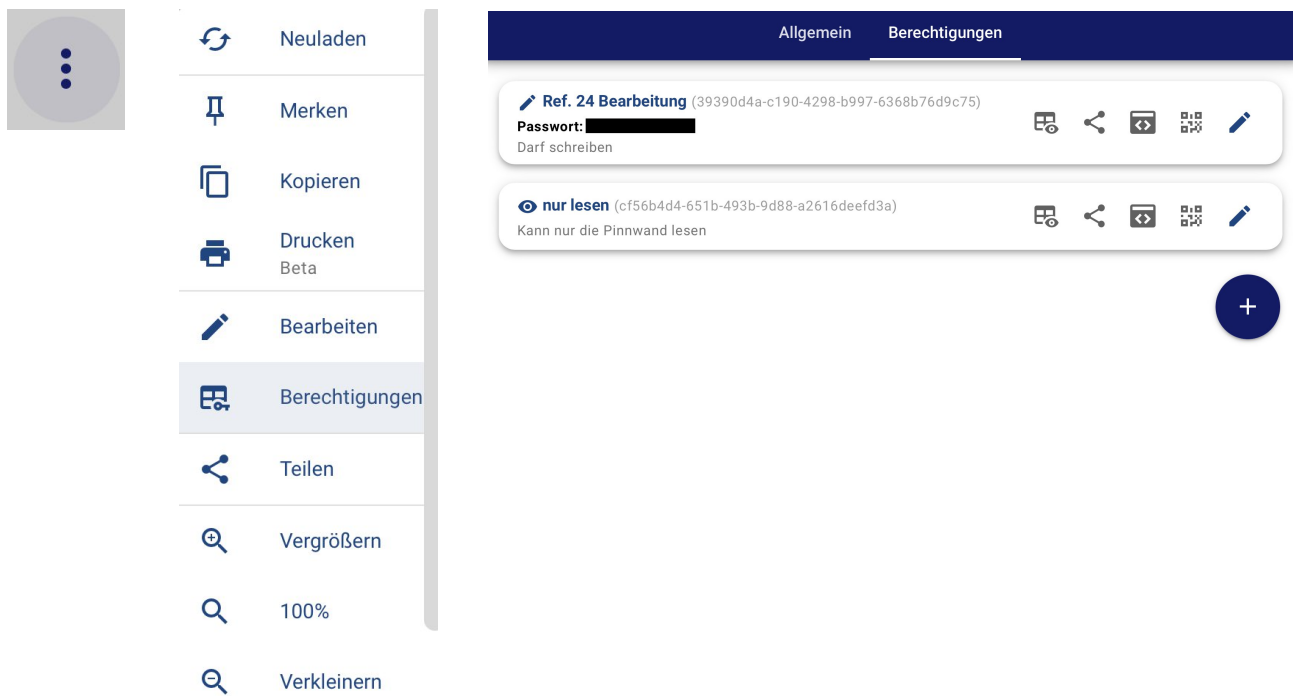 Neuladen
Merken
Kopieren
Drucken
Beta
Bearbeiten
Berechtigungen
Teilen
Vergrößern
100%
Verkleinern
Allgemein Berechtigungen
Ref. 24 Bearbeitung (39390d4a-c190-4298-b997-6368b76d9c75)
Passwort:
Darf schreiben
nur lesen (cf56b4d4-651b-493b-9d88-a2616deefd3a)
Kann nur die Pinnwand lesen